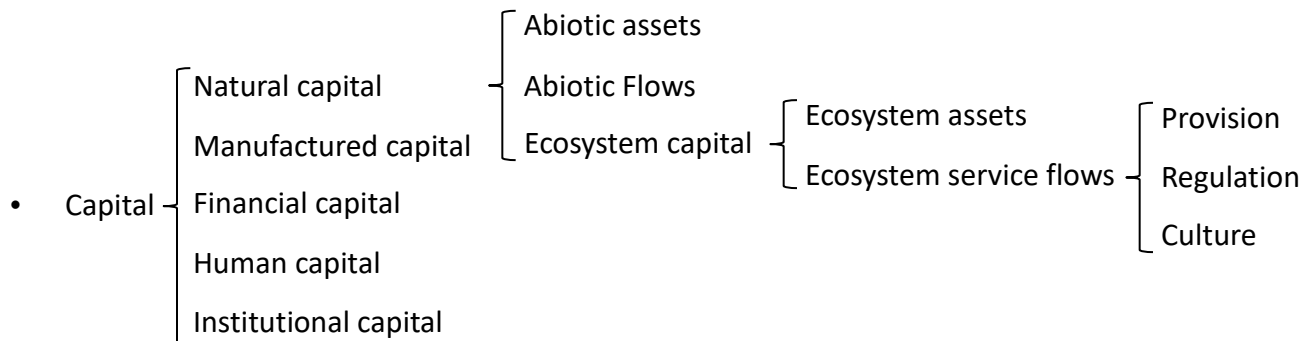 • Capital
Natural capital
Manufactured capital
Financial capital
Human capital
Institutional capital
Abiotic assets
Abiotic Flows
Ecosystem capital
Ecosystem assets
Ecosystem service flows
Provision
Regulation
Culture